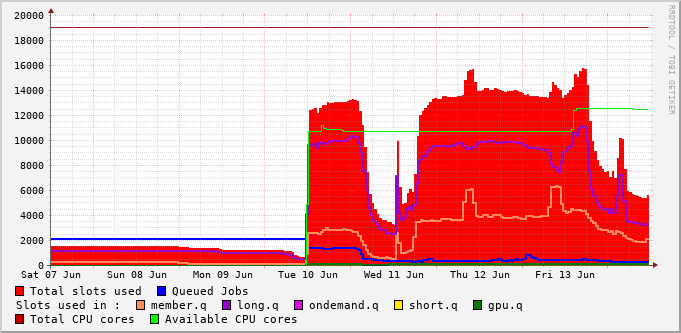 20000
18000
16000
14000
12000
10000
8000
6000
4000
2000
0
Sat 07 Jun Sun 08 Jun Mon 09 Jun Tue 10 Jun Wed 11 Jun Thu 12 Jun Fri 13 Jun
Total slots used Queued Jobs
Slots used in : member.q long.q ondemand.q short.q gpu.q
Total CPU cores Available CPU cores
RRDTOOL / TOBI OETIKER